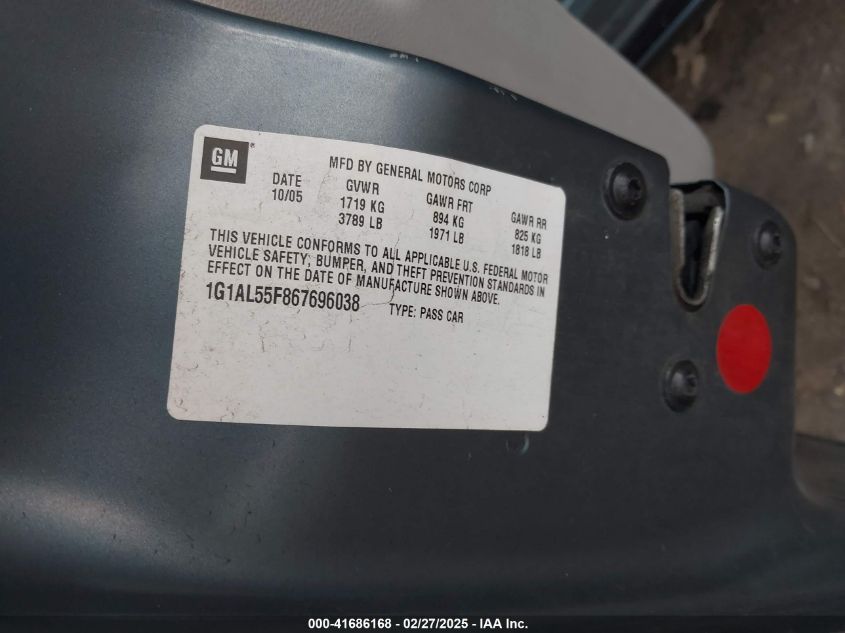 GM
MFD BY GENERAL MOTORS CORP
DATE GVWR GAWR FRT GAWR RR
10/05 1719 KG 894 KG 825 KG
3789 LB 1971 LB 1818 LB
THIS VEHICLE CONFORMS TO ALL APPLICABLE U.S. FEDERAL MOTOR
VEHICLE SAFETY, BUMPER, AND THEFT PREVENTION STANDARDS IN
EFFECT ON THE DATE OF MANUFACTURE SHOWN ABOVE.
1G1AL55F867696038 TYPE: PASS CAR
000-41686168 / 02/27/2025 - IAA Inc.